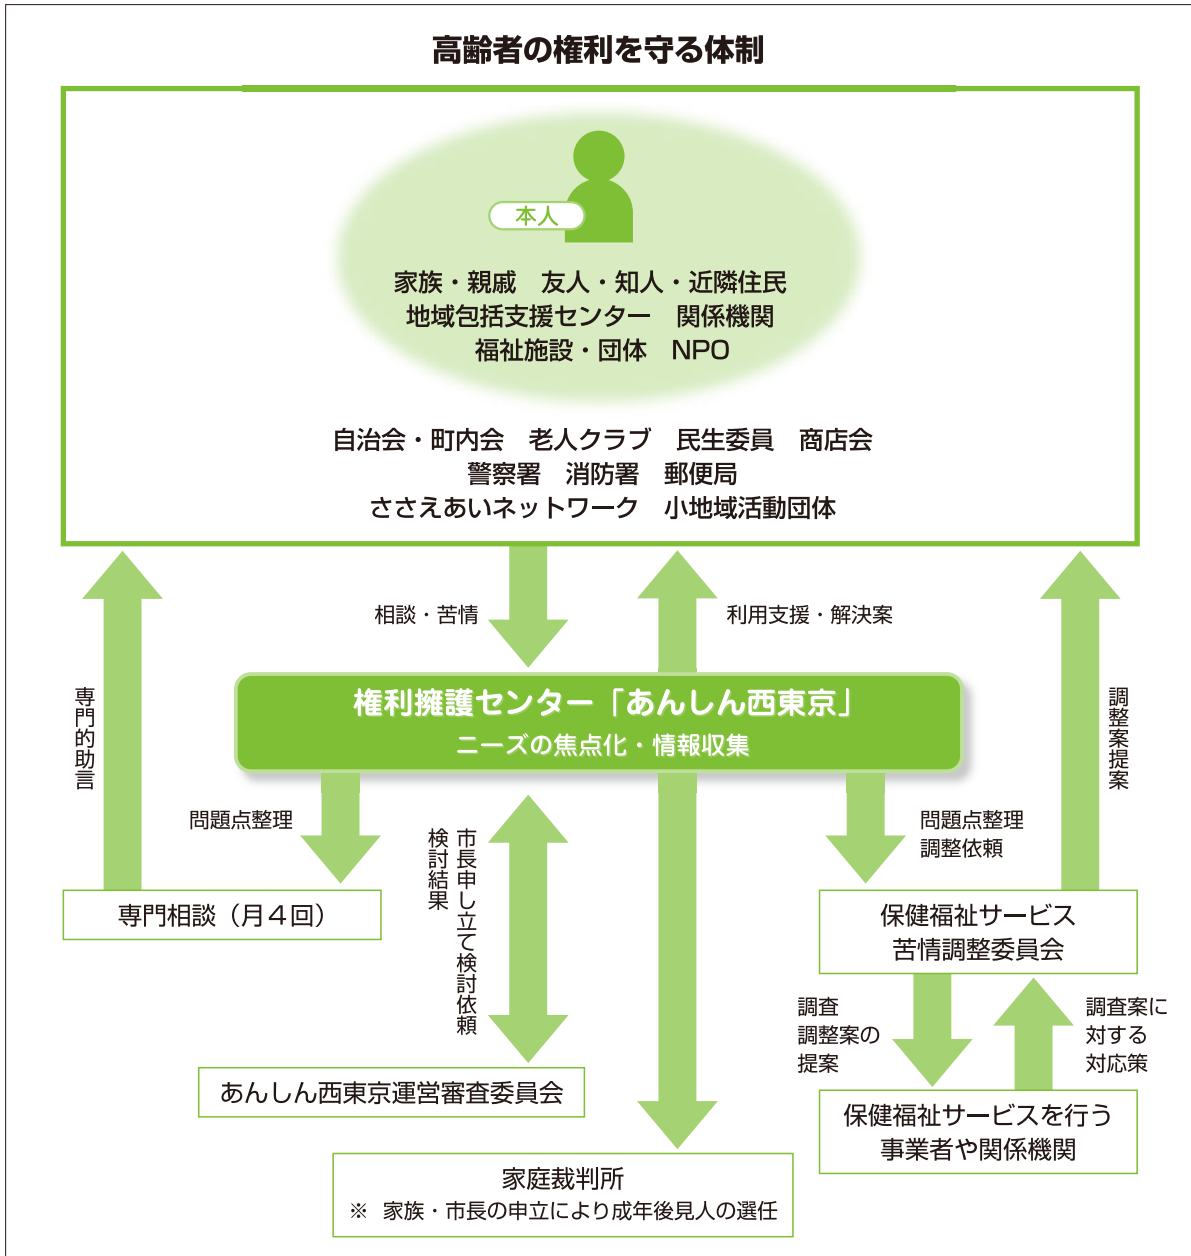 高齢者の権利を守る体制
本人
家族・親戚　友人・知人・近隣住民
地域包括支援センター　関係機関
福祉施設・団体　NPO
自治会・町内会　老人クラブ　民生委員　商店会
警察署　消防署　郵便局
ささえあいネットワーク　小地域活動団体
相談・苦情
利用支援・解決案
専門的助言
調整案提案
権利擁護センター「あんしん西東京」
ニーズの焦点化・情報収集
問題点整理
市長申し立て検討依頼
検討結果
問題点整理
調整依頼
専門相談（月４回）
保健福祉サービス
苦情調整委員会
調査
調整案の
提案
調査案に
対する
対応策
あんしん西東京運営審査委員会
保健福祉サービスを行う
事業者や関係機関
家庭裁判所
※　家族・市長の申立により成年後見人の選任